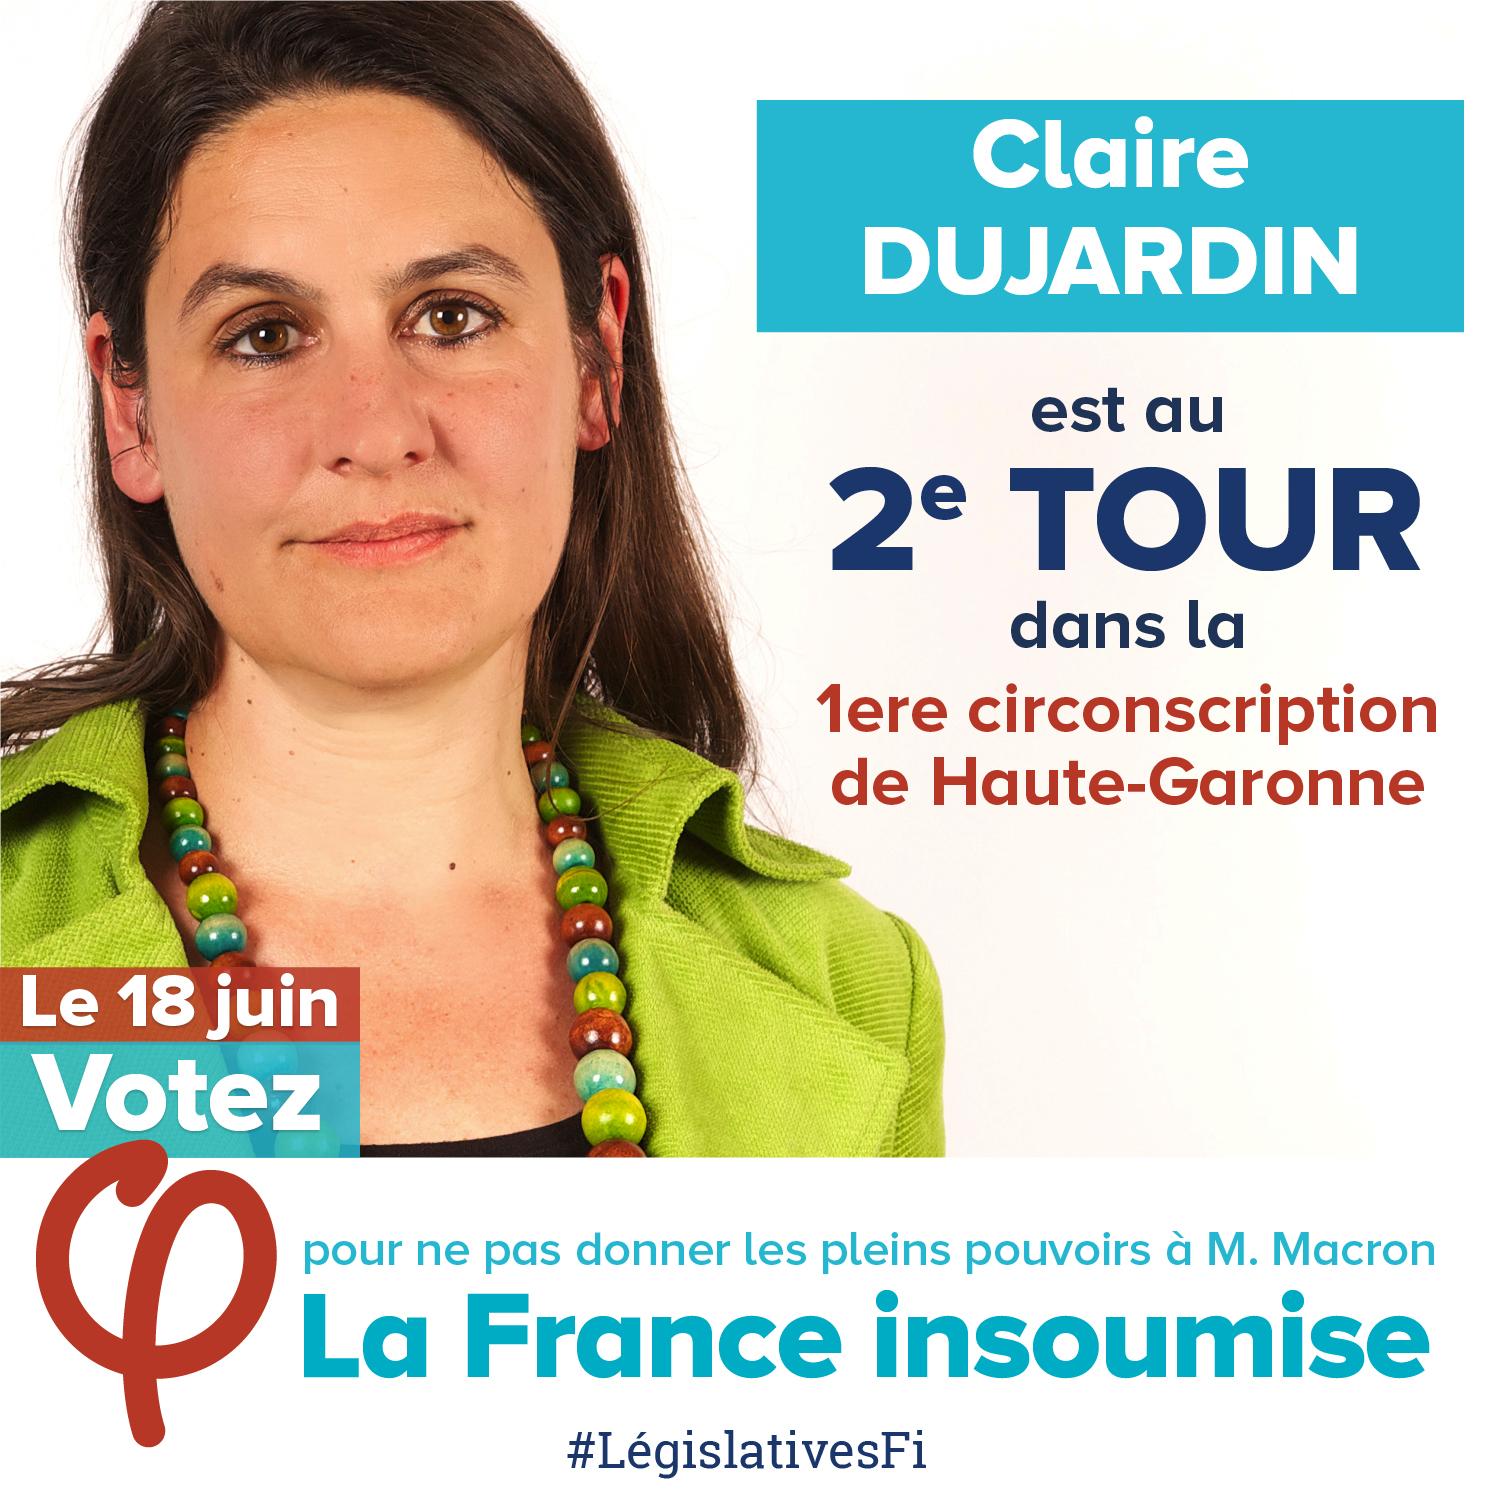 Claire
DUJARDIN
est au
2e TOUR
dans la
1ere circonscription
de Haute-Garonne
Le 18 juin
Votez
φ
pour ne pas donner les pleins pouvoirs à M. Macron
La France insoumise
#LégislativesFi